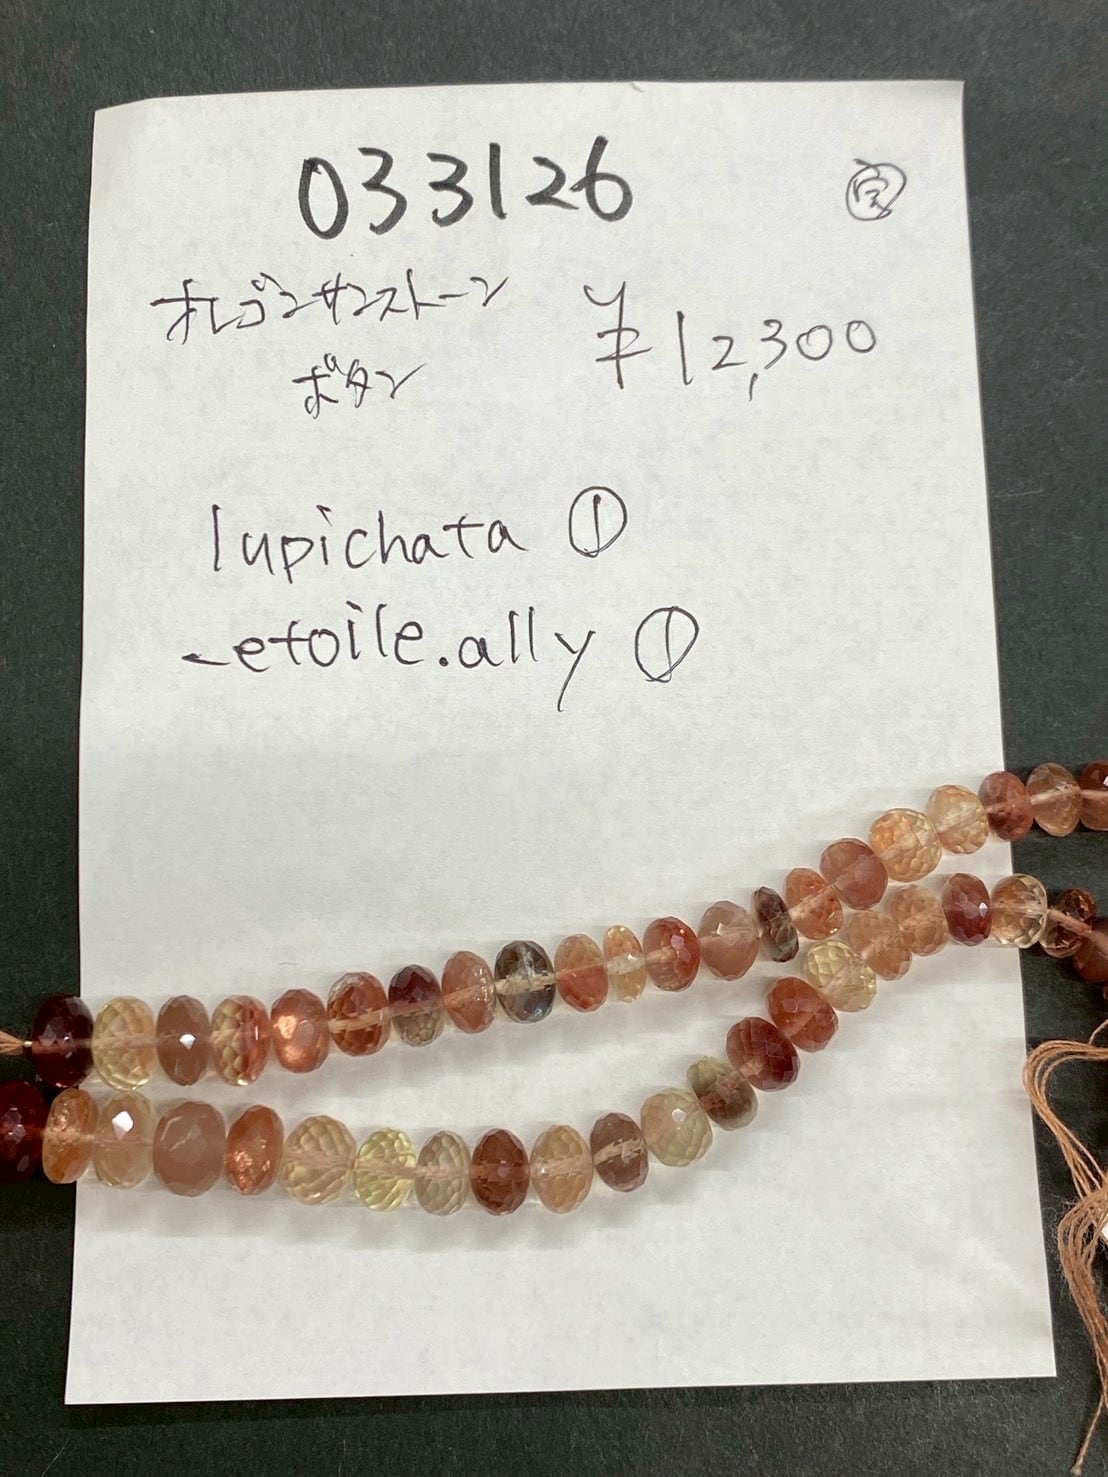 033126
オレゴンサンストーン ¥12,300
ボタン
lupichata ①
-etoile.ally ①